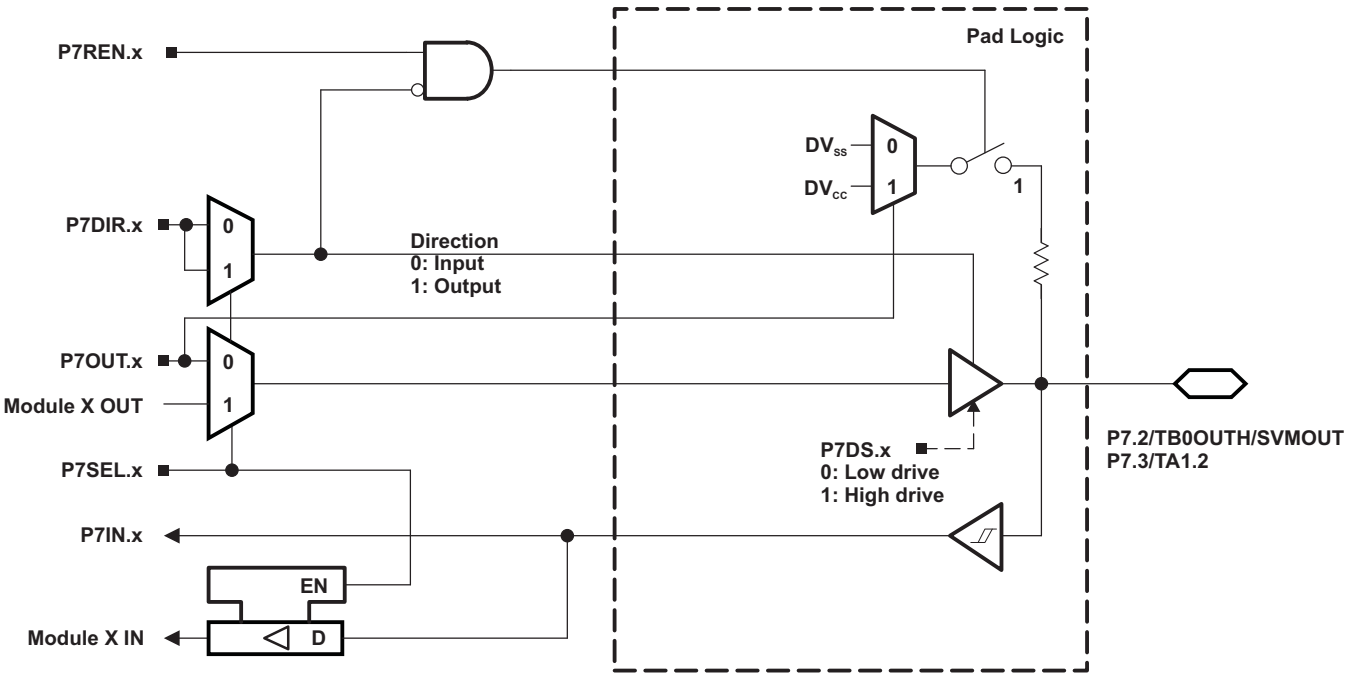 P7REN.x
Pad Logic
DVss
0
DVcc
1
1
P7DIR.x
0
1
Direction
0: Input
1: Output
P7OUT.x
0
Module X OUT
1
P7DS.x
0: Low drive
1: High drive
P7.2/TB0OUTH/SVMOUT
P7.3/TA1.2
P7SEL.x
P7IN.x
EN
Module X IN
D